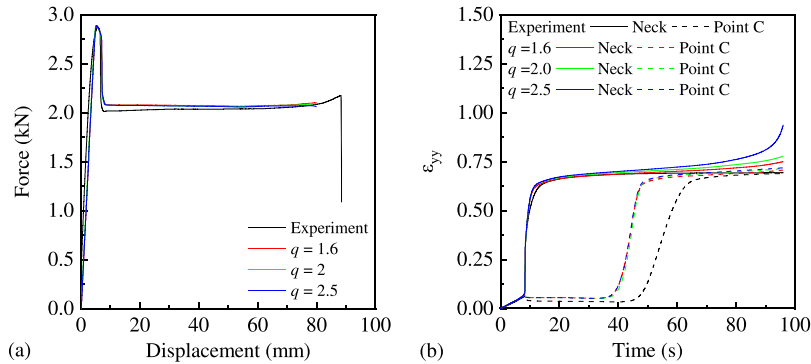 3.0
2.5
2.0
1.5
1.0
0.5
0.0
Force (kN)
Experiment
q = 1.6
q = 2
q = 2.5
0 20 40 60 80 100
(a) Displacement (mm)
1.50
1.25
1.00
0.75
0.50
0.25
0.00
εyy
Experiment Neck Point C
q =1.6 Neck Point C
q =2.0 Neck Point C
q =2.5 Neck Point C
0 20 40 60 80 100
(b) Time (s)